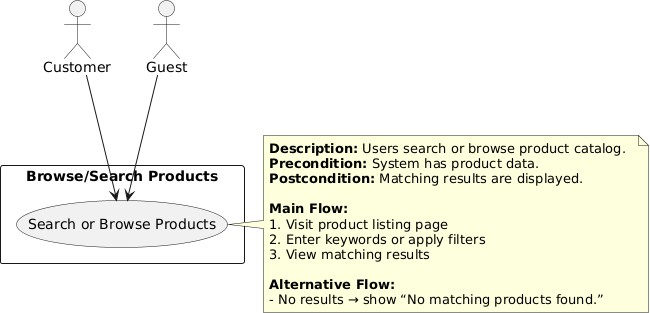 Customer
Guest
Browse/Search Products
Search or Browse Products
Description: Users search or browse product catalog.
Precondition: System has product data.
Postcondition: Matching results are displayed.
Main Flow:
1. Visit product listing page
2. Enter keywords or apply filters
3. View matching results
Alternative Flow:
- No results → show “No matching products found.”